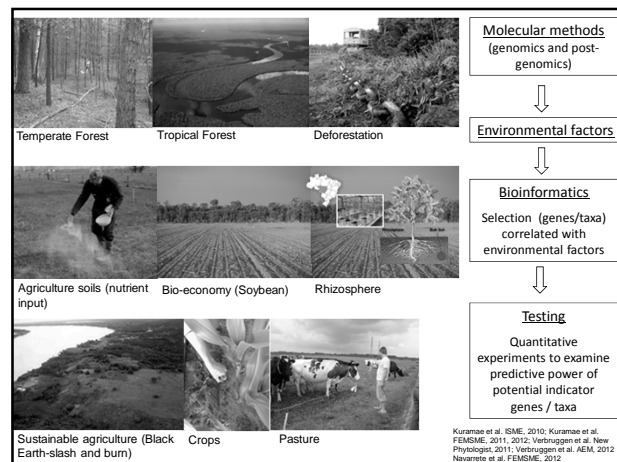 Temperate Forest
Tropical Forest
Deforestation
Agriculture soils (nutrient
input)
Bio-economy (Soybean)
Rhizosphere
Sustainable agriculture (Black
Earth-slash and burn)
Crops
Pasture
Molecular methods
(genomics and post-
genomics)
Environmental factors
Bioinformatics
Selection (genes/taxa)
correlated with
environmental factors
Testing
Quantitative
experiments to examine
predictive power of
potential indicator
genes / taxa
Kuramae et al. ISME, 2010; Kuramae et al.
FEMSME, 2011, 2012; Verbruggen et al. New
Phytologist, 2011; Verbruggen et al. AEM, 2012
Navarrete et al. FEMSME, 2012